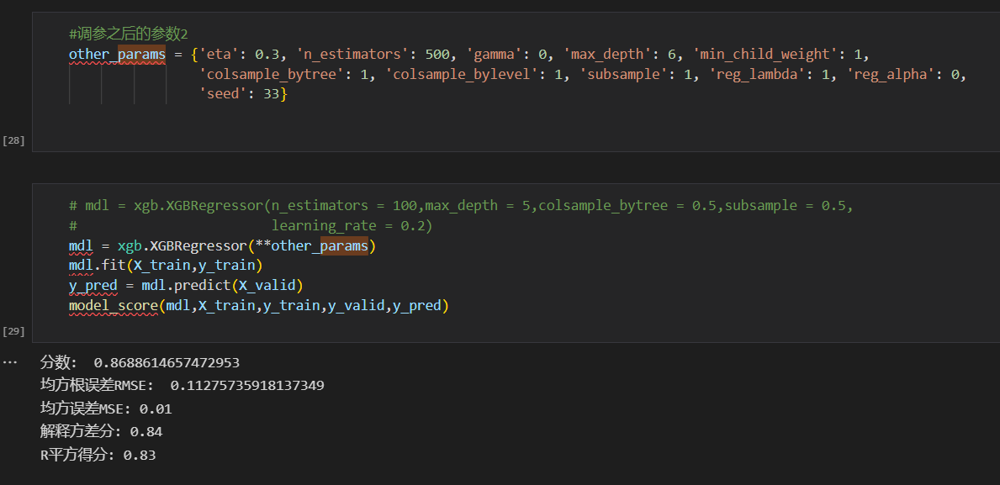 #调参之后的参数2
other_params = {'eta': 0.3, 'n_estimators': 500, 'gamma': 0, 'max_depth': 6, 'min_child_weight': 1,
'colsample_bytree': 1, 'colsample_bylevel': 1, 'subsample': 1, 'reg_lambda': 1, 'reg_alpha': 0,
'seed': 33}
[28]
# mdl = xgb.XGBRegressor(n_estimators = 100,max_depth = 5,colsample_bytree = 0.5,subsample = 0.5,
# learning_rate = 0.2)
mdl = xgb.XGBRegressor(**other_params)
mdl.fit(X_train,y_train)
y_pred = mdl.predict(X_valid)
model_score(mdl,X_train,y_train,y_valid,y_pred)
[29]
... 分数: 0.8688614657472953
均方根误差RMSE: 0.11275735918137349
均方误差MSE: 0.01
解释方差分: 0.84
R平方得分: 0.83